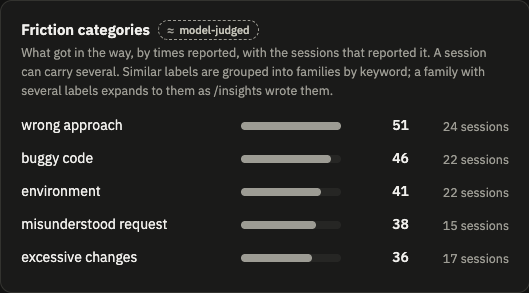 Friction categories ≈ model-judged
What got in the way, by times reported, with the sessions that reported it. A session
can carry several. Similar labels are grouped into families by keyword; a family with
several labels expands to them as /insights wrote them.
wrong approach 51 24 sessions
buggy code 46 22 sessions
environment 41 22 sessions
misunderstood request 38 15 sessions
excessive changes 36 17 sessions